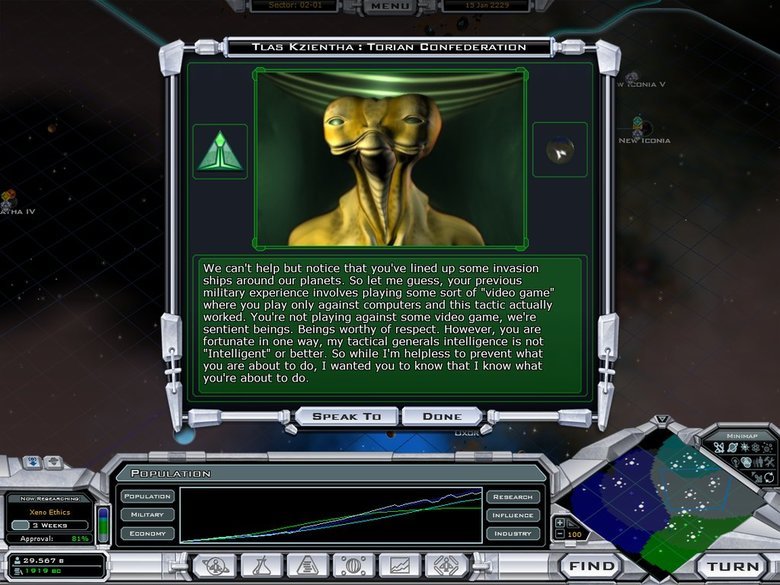 Sector: 02-01
MENU
15 Jan 2229
Tlas Kzientha : Torian Confederation
New Iconia
We can't help but notice that you've lined up some invasion
ships around our planets. So let me guess, your previous
military experience involves playing some sort of "video game"
where you play only against computers and this tactic actually
worked. You're not playing against some video game, we're
sentient beings. Beings worthy of respect. However, you are
fortunate in one way, my tactical generals intelligence is not
"Intelligent" or better. So while I'm helpless to prevent what
you are about to do, I wanted you to know that I know what
you're about to do.
Speak To
Done
Minimap
Population
Now Researching
Xeno Ethics
3 Weeks
Approval: 81%
29.567 B
1919 BC
Population
Military
Economy
Research
Influence
Industry
100
FIND
TURN